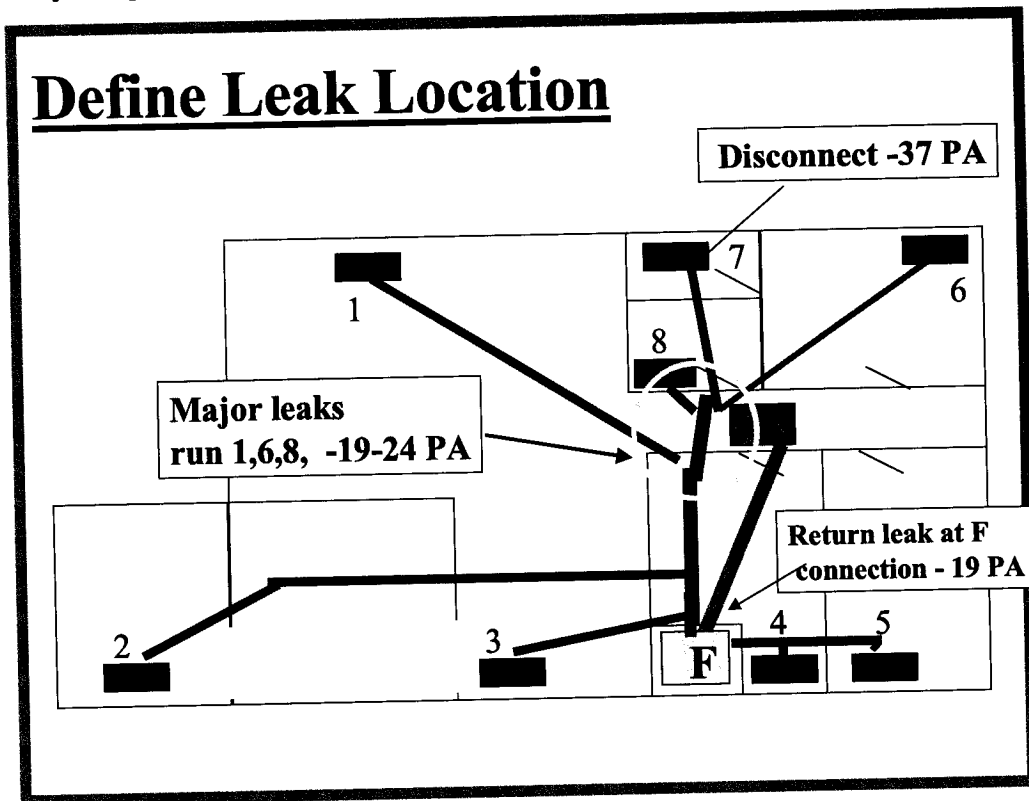 Define Leak Location
Disconnect -37 PA
7
1
6
8
Major leaks
run 1,6,8, -19-24 PA
Return leak at F
connection - 19 PA
2
3
4
5
F